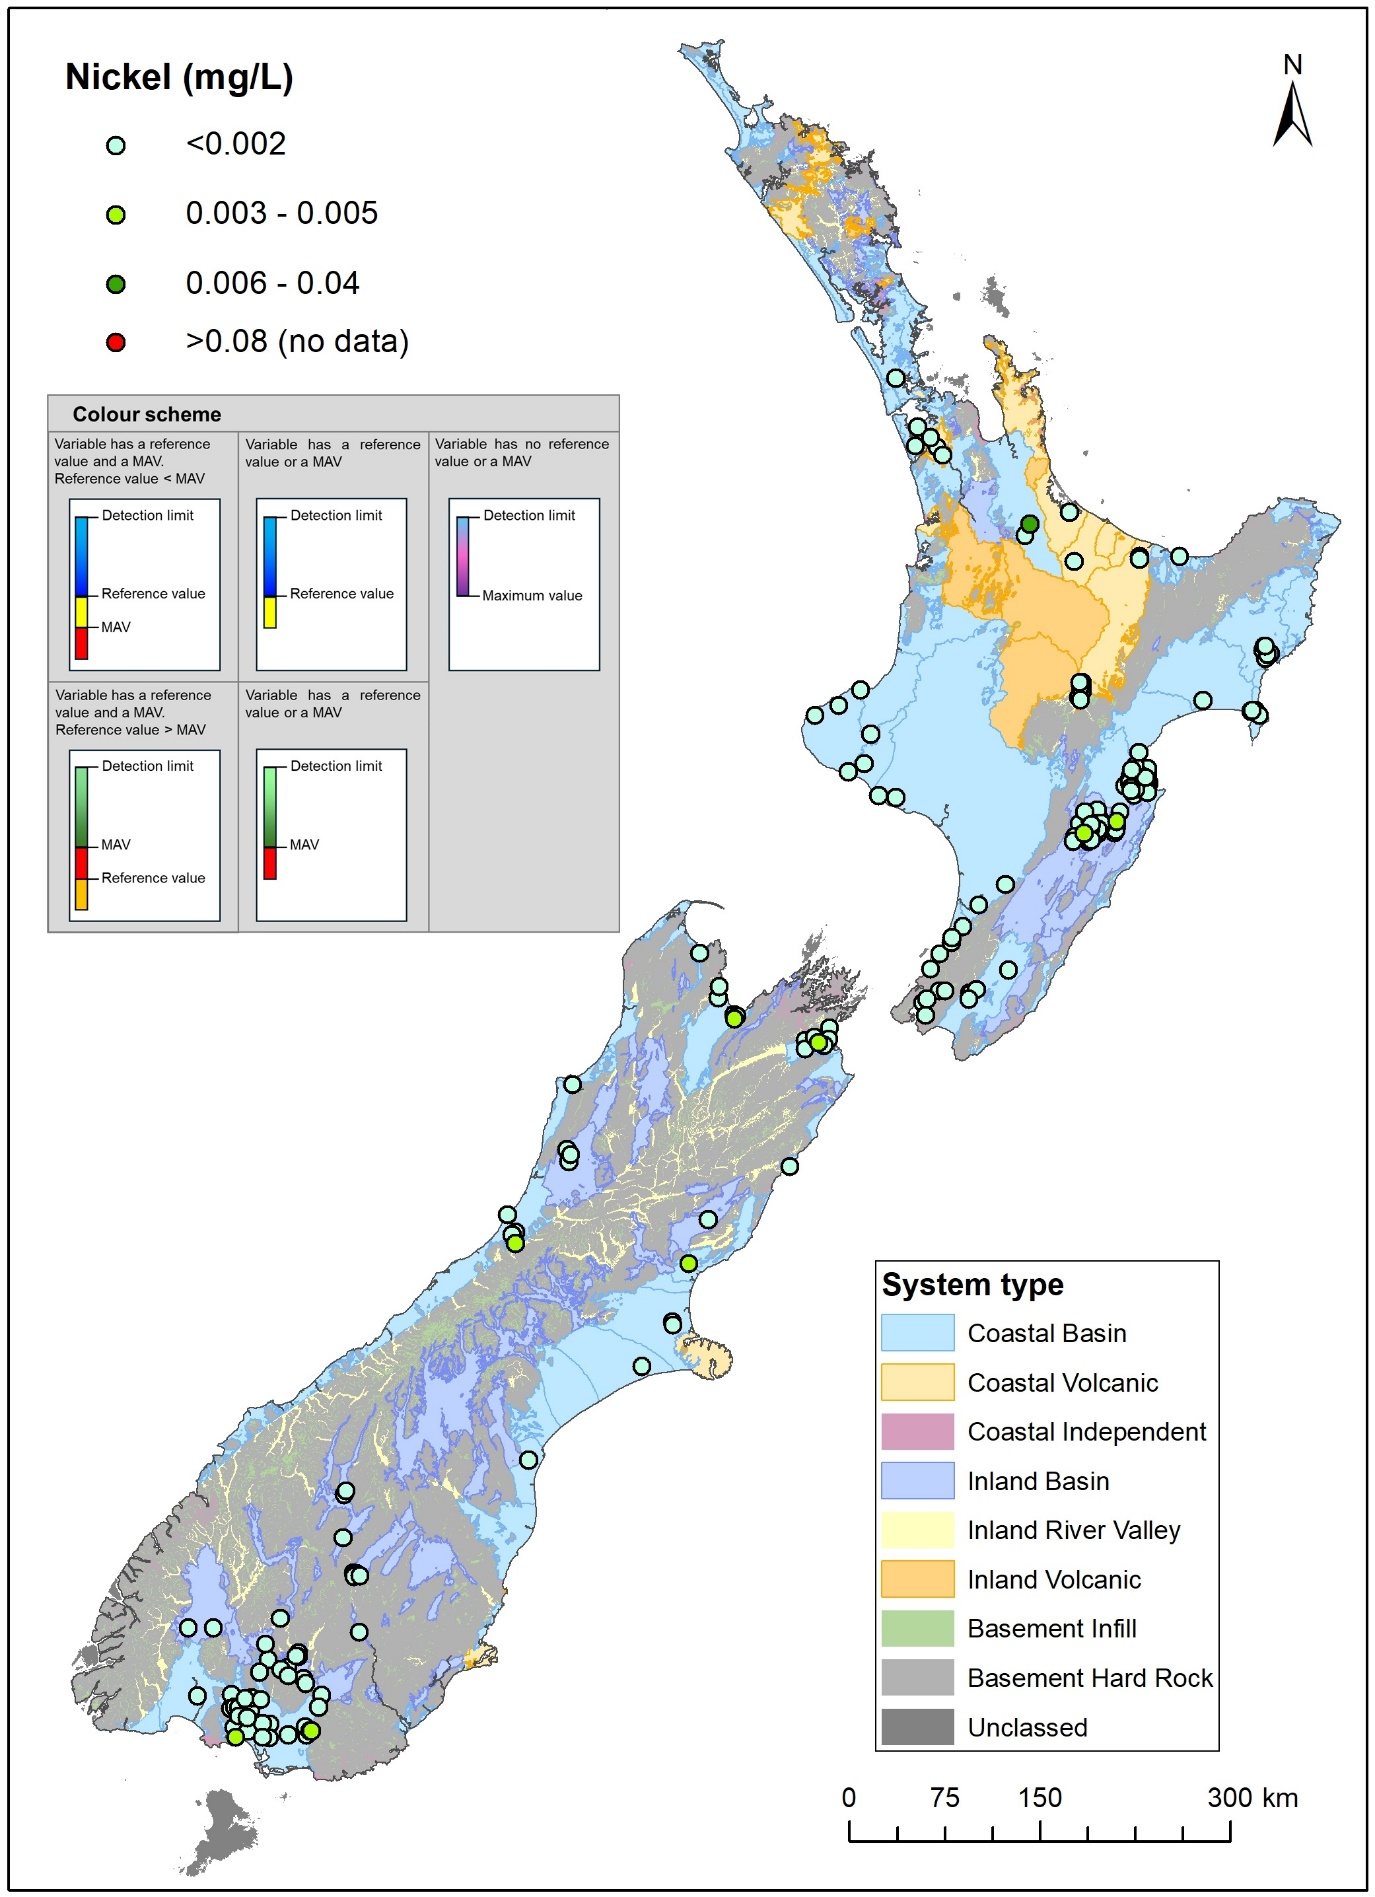 Nickel (mg/L)
<0.002
0.003 - 0.005
0.006 - 0.04
>0.08 (no data)
N
Colour scheme
Variable has a reference
value and a MAV.
Reference value < MAV
Detection limit
Reference value
MAV
Variable has a reference
value or a MAV
Detection limit
Reference value
Variable has no reference
value or a MAV
Detection limit
Maximum value
Variable has a reference
value and a MAV.
Reference value > MAV
Detection limit
MAV
Reference value
Variable has a reference
value or a MAV
Detection limit
MAV
System type
Coastal Basin
Coastal Volcanic
Coastal Independent
Inland Basin
Inland River Valley
Inland Volcanic
Basement Infill
Basement Hard Rock
Unclassed
0 75 150 300 km